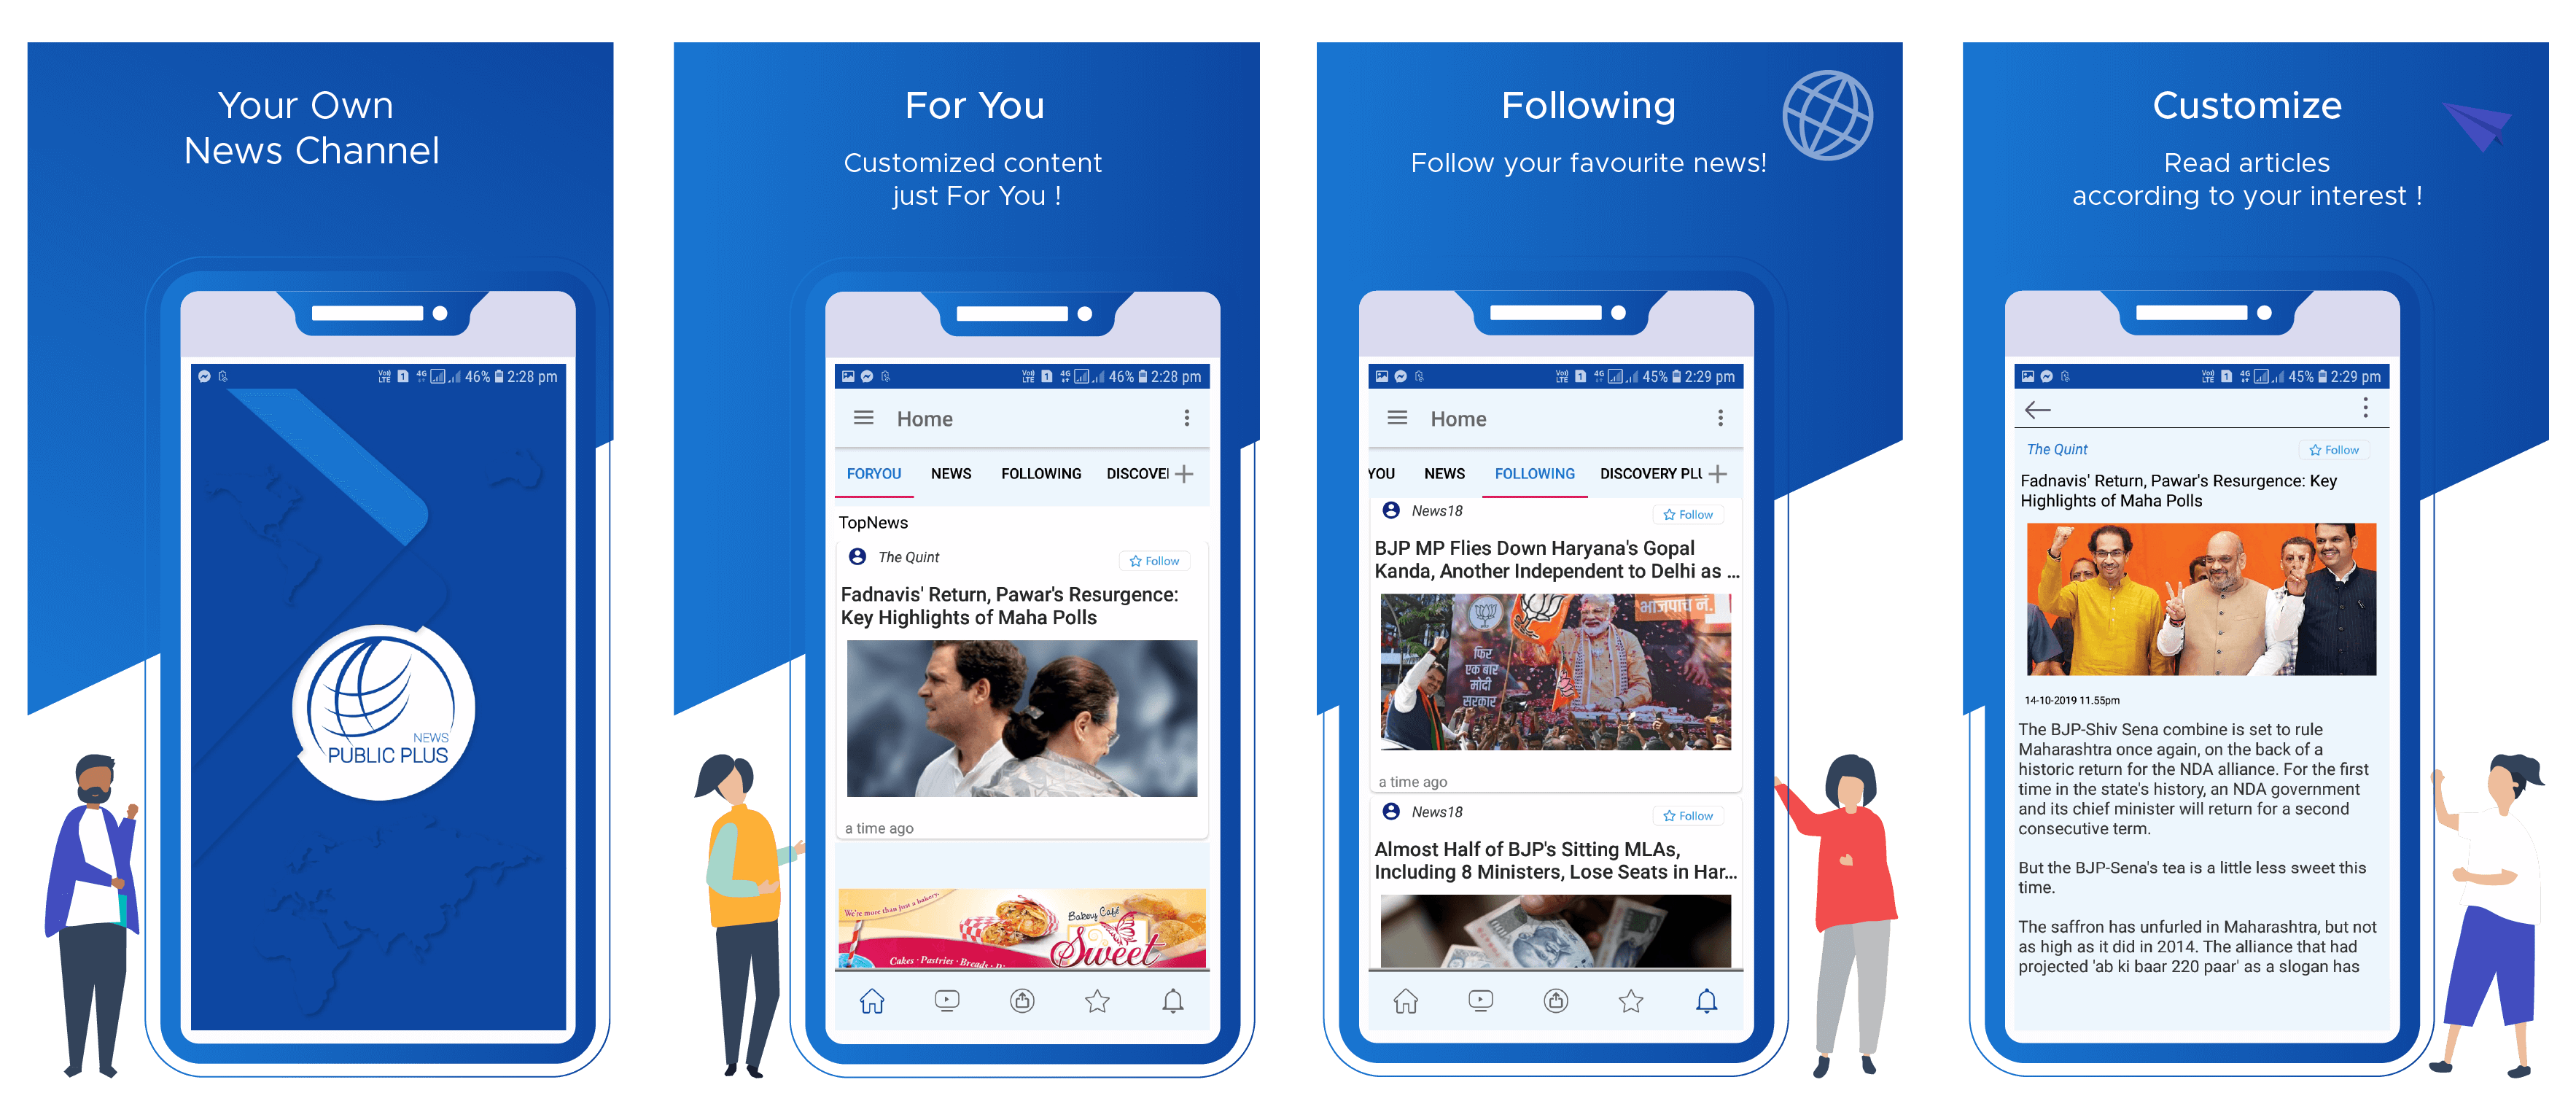 Your Own
News Channel
46% 2:28 pm
NEWS
PUBLIC PLUS
For You
Customized content
just For You !
46% 2:28 pm
Home
FORYOU NEWS FOLLOWING DISCOVE
TopNews
The Quint Follow
Fadnavis' Return, Pawar's Resurgence:
Key Highlights of Maha Polls
a time ago
We're more than just a bakery.
Bakery Café
Sweet
Cakes · Pastries · Breads
Following
Follow your favourite news!
45% 2:29 pm
Home
YOU NEWS FOLLOWING DISCOVERY PLU
News18 Follow
BJP MP Flies Down Haryana's Gopal
Kanda, Another Independent to Delhi as ...
भाजपाच नं.
फिर
एक बार
मोदी
सरकार
a time ago
News18 Follow
Almost Half of BJP's Sitting MLAs,
Including 8 Ministers, Lose Seats in Har...
Customize
Read articles
according to your interest !
45% 2:29 pm
The Quint Follow
Fadnavis' Return, Pawar's Resurgence: Key
Highlights of Maha Polls
14-10-2019 11.55pm
The BJP-Shiv Sena combine is set to rule
Maharashtra once again, on the back of a
historic return for the NDA alliance. For the first
time in the state's history, an NDA government
and its chief minister will return for a second
consecutive term.
But the BJP-Sena's tea is a little less sweet this
time.
The saffron has unfurled in Maharashtra, but not
as high as it did in 2014. The alliance that had
projected 'ab ki baar 220 paar' as a slogan has